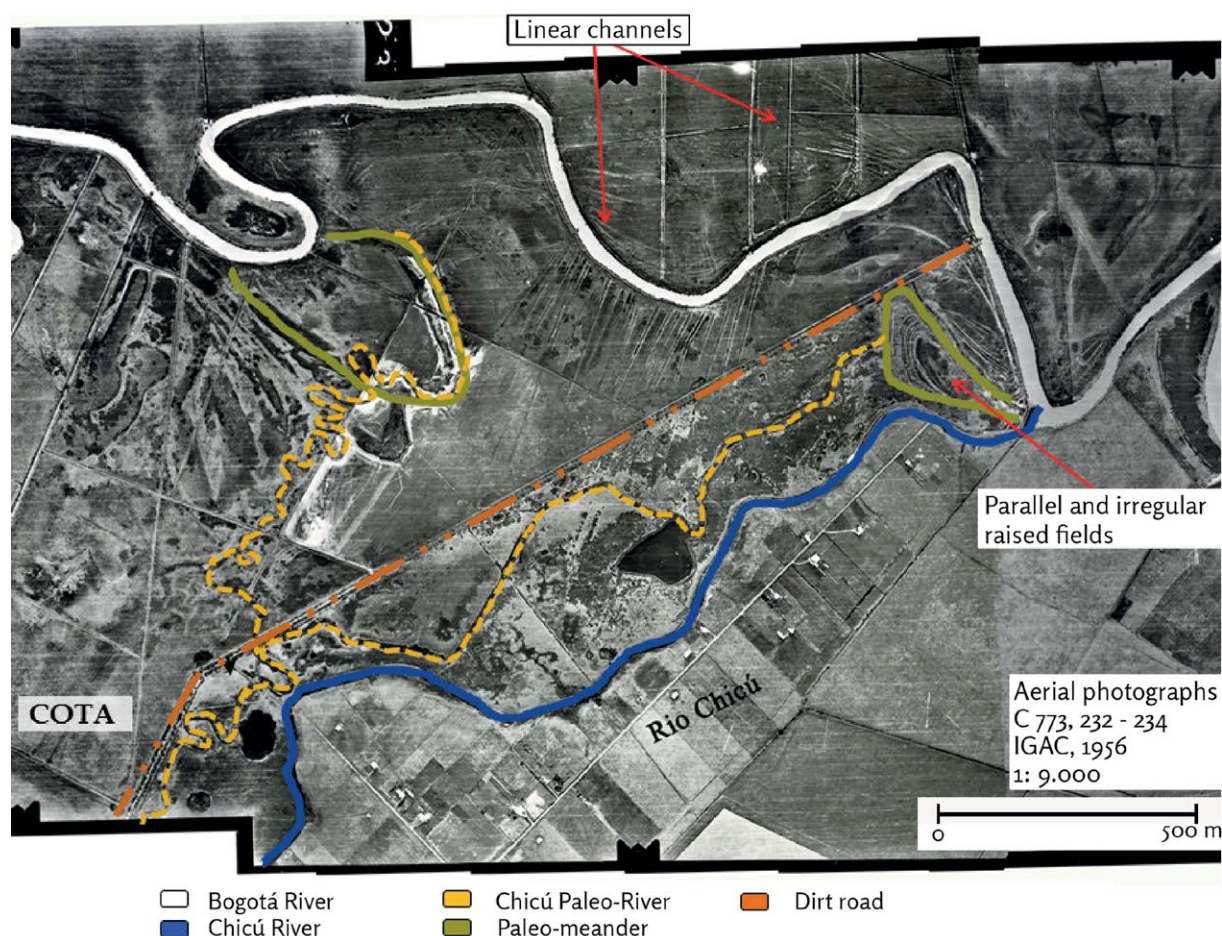 Linear channels
Parallel and irregular
raised fields
Rio Chicú
COTA
Aerial photographs
C 773, 232 - 234
IGAC, 1956
1: 9.000
0 500 m
Bogotá River
Chicú River
Chicú Paleo-River
Paleo-meander
Dirt road